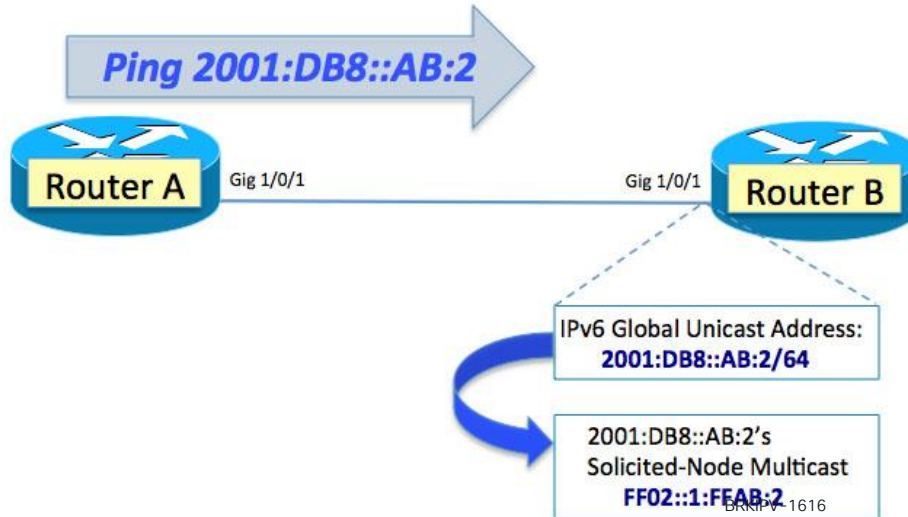 Ping 2001:DB8::AB:2
Router A
Gig 1/0/1
Gig 1/0/1
Router B
IPv6 Global Unicast Address:
2001:DB8::AB:2/64
2001:DB8::AB:2's
Solicited-Node Multicast
FF02::1:FFAB:2
BRKIPV-1616